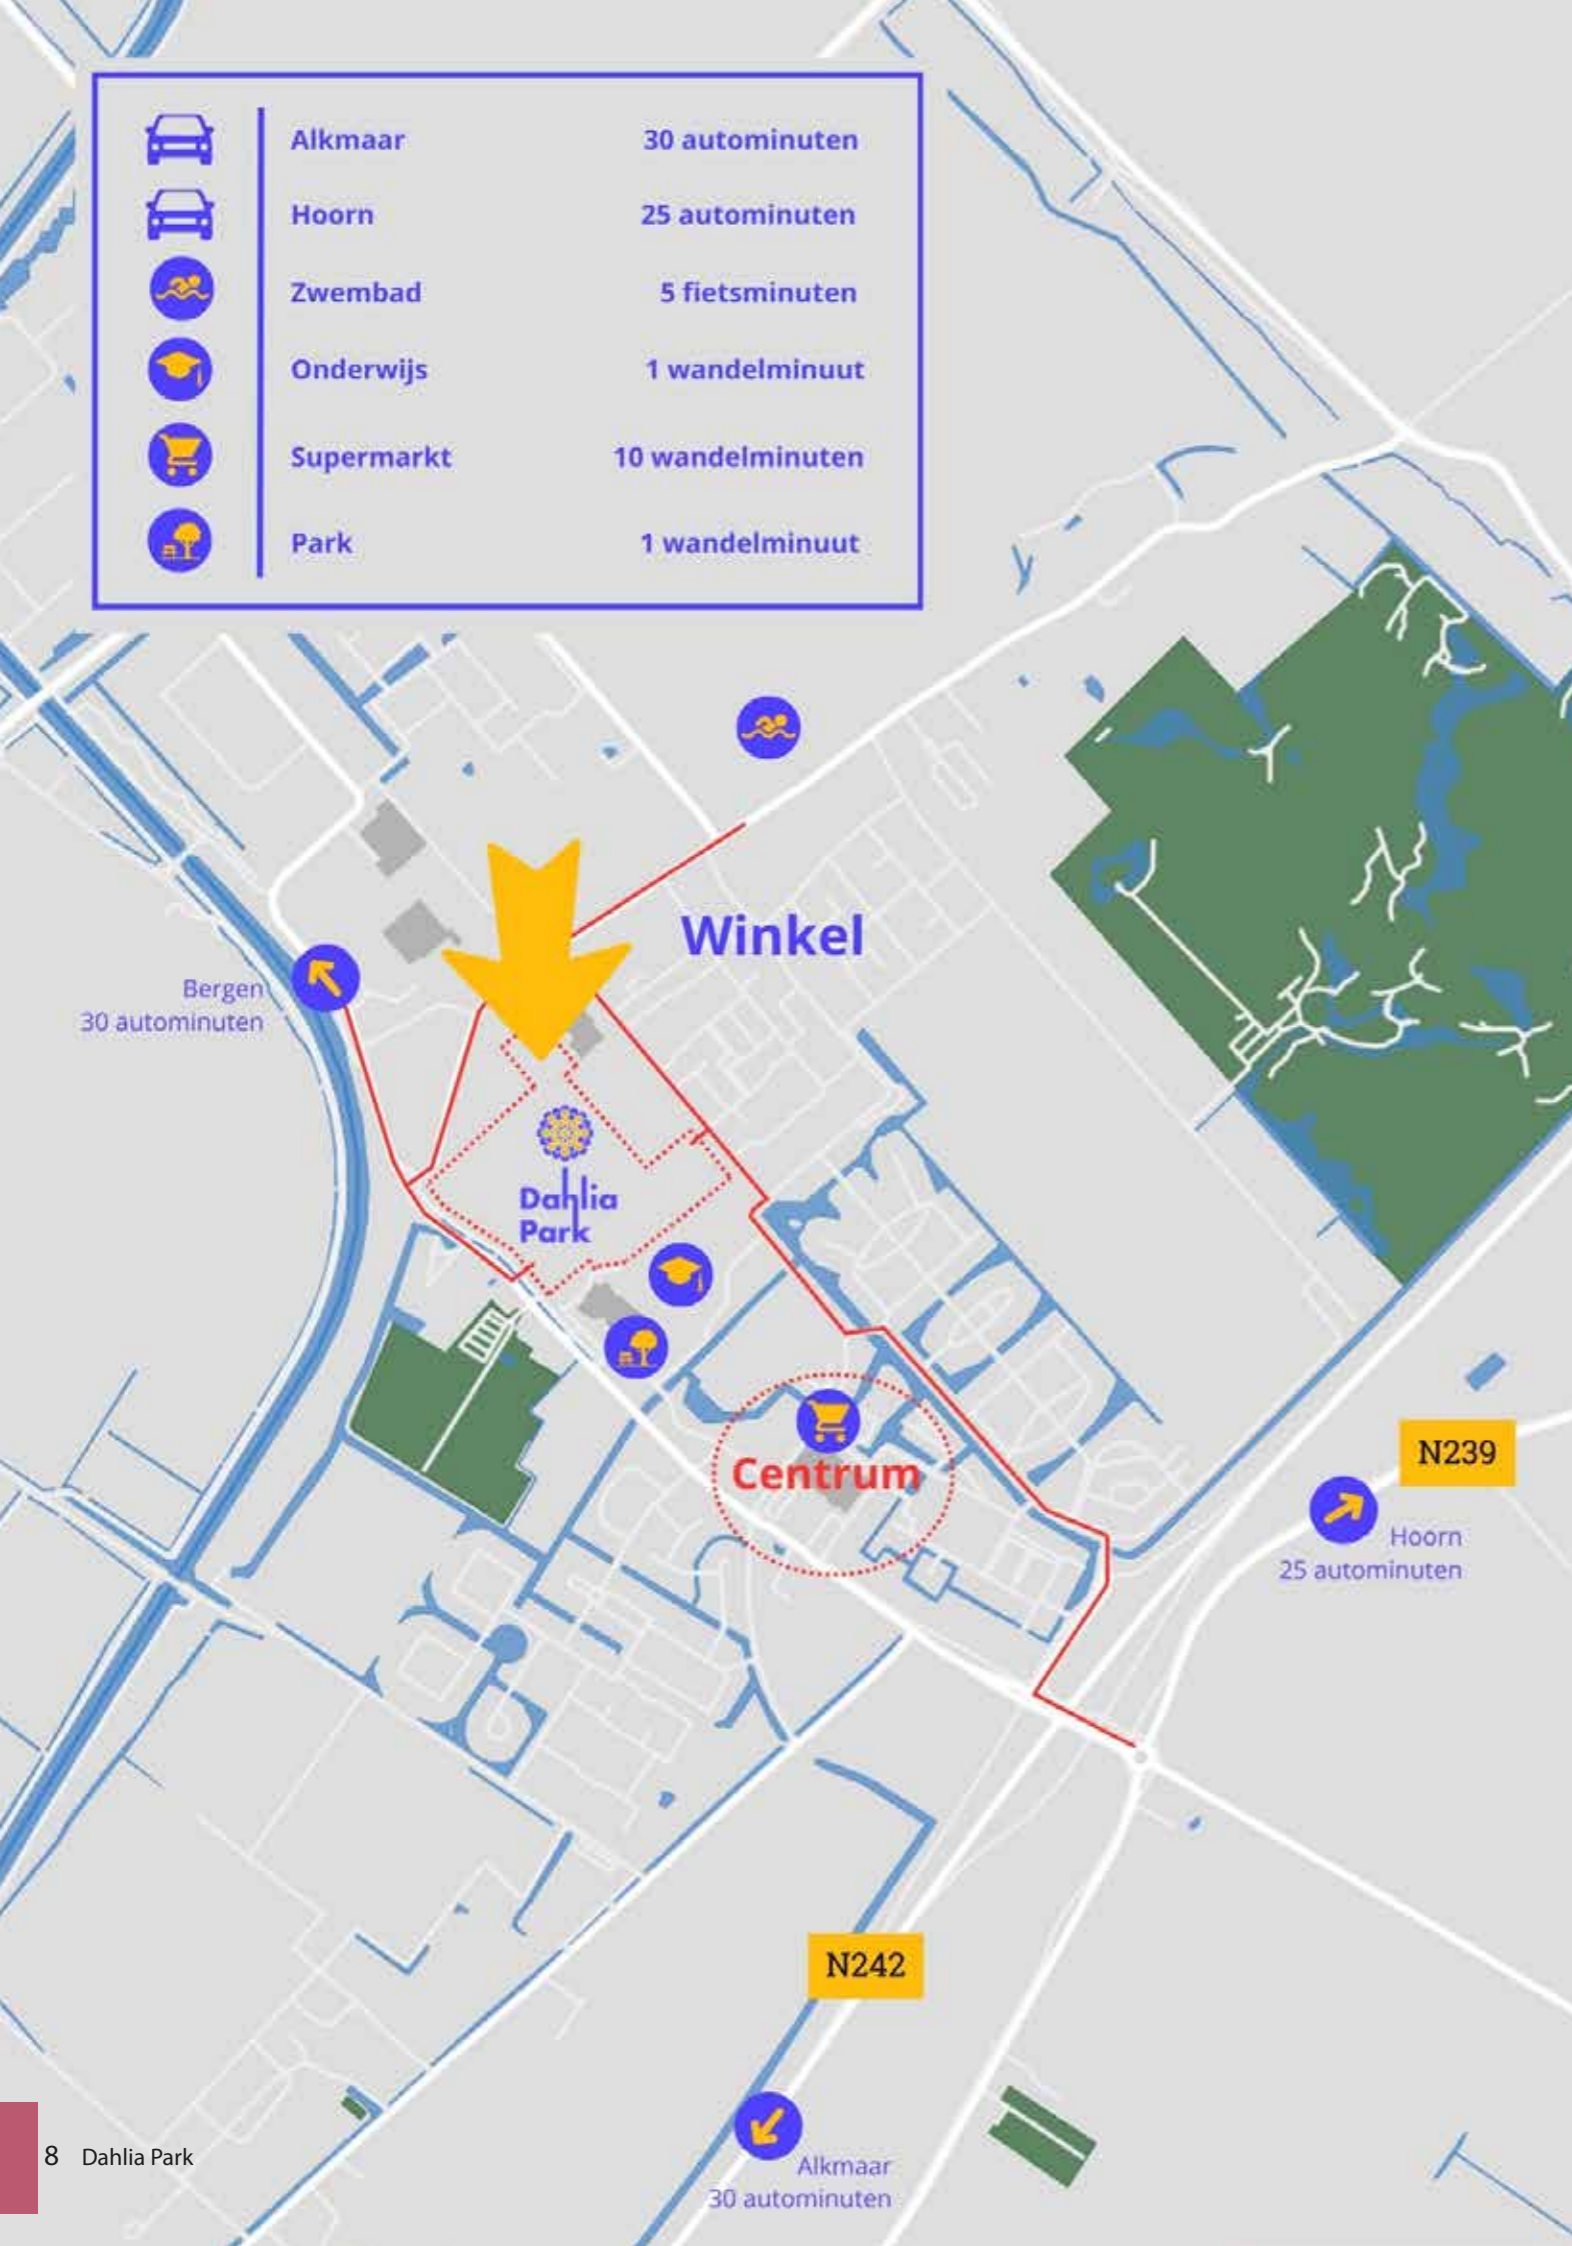 Alkmaar 30 autominuten
Hoorn 25 autominuten
Zwembad 5 fietsminuten
Onderwijs 1 wandelminuut
Supermarkt 10 wandelminuten
Park 1 wandelminuut
Winkel
Bergen
30 autominuten
Dahlia
Park
Centrum
N239
Hoorn
25 autominuten
N242
Alkmaar
30 autominuten
8 Dahlia Park